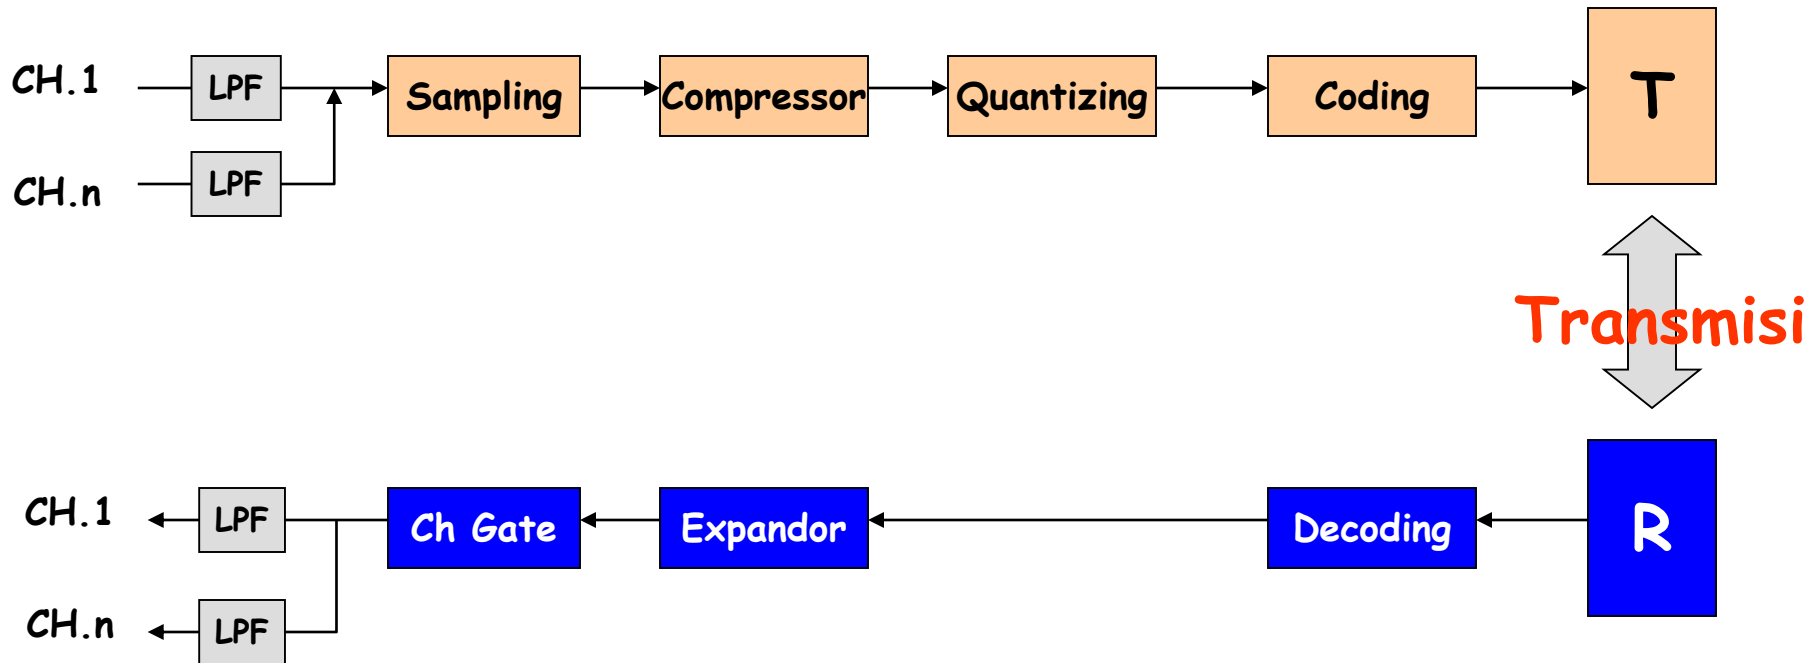 CH.1
LPF
Sampling
Compressor
Quantizing
Coding
T
CH.n
LPF
Transmisi
CH.1
LPF
Ch Gate
Expandor
Decoding
R
CH.n
LPF